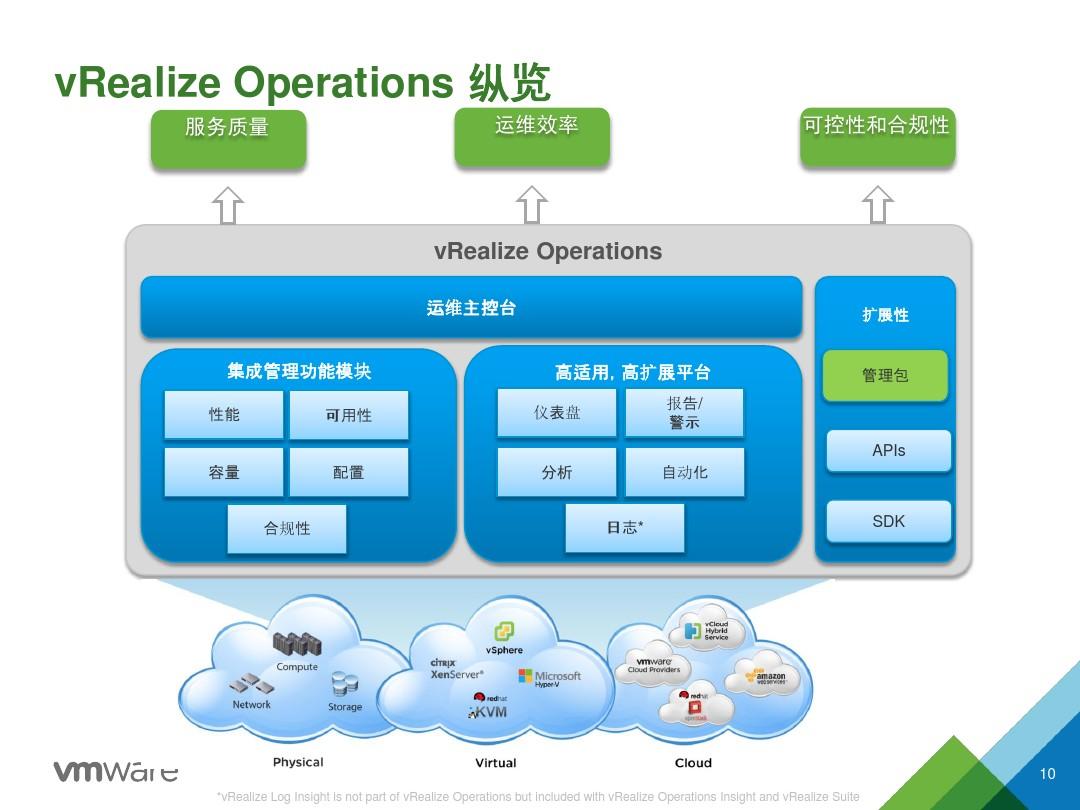 vRealize Operations 纵览
服务质量
运维效率
可控性和合规性
vRealize Operations
运维主控台
扩展性
集成管理功能模块
高适用, 高扩展平台
管理包
性能
可用性
仪表盘
报告/
警示
APIs
容量
配置
分析
自动化
SDK
合规性
日志*
Compute
Network
Storage
vSphere
CITRIX
XenServer®
Microsoft
Hyper-V
redhat
KVM
vCloud
Hybrid
Service
vmware
Cloud Providers
amazon
webservices
redhat
openstack
Physical
Virtual
Cloud
vmware
10
*vRealize Log Insight is not part of vRealize Operations but included with vRealize Operations Insight and vRealize Suite